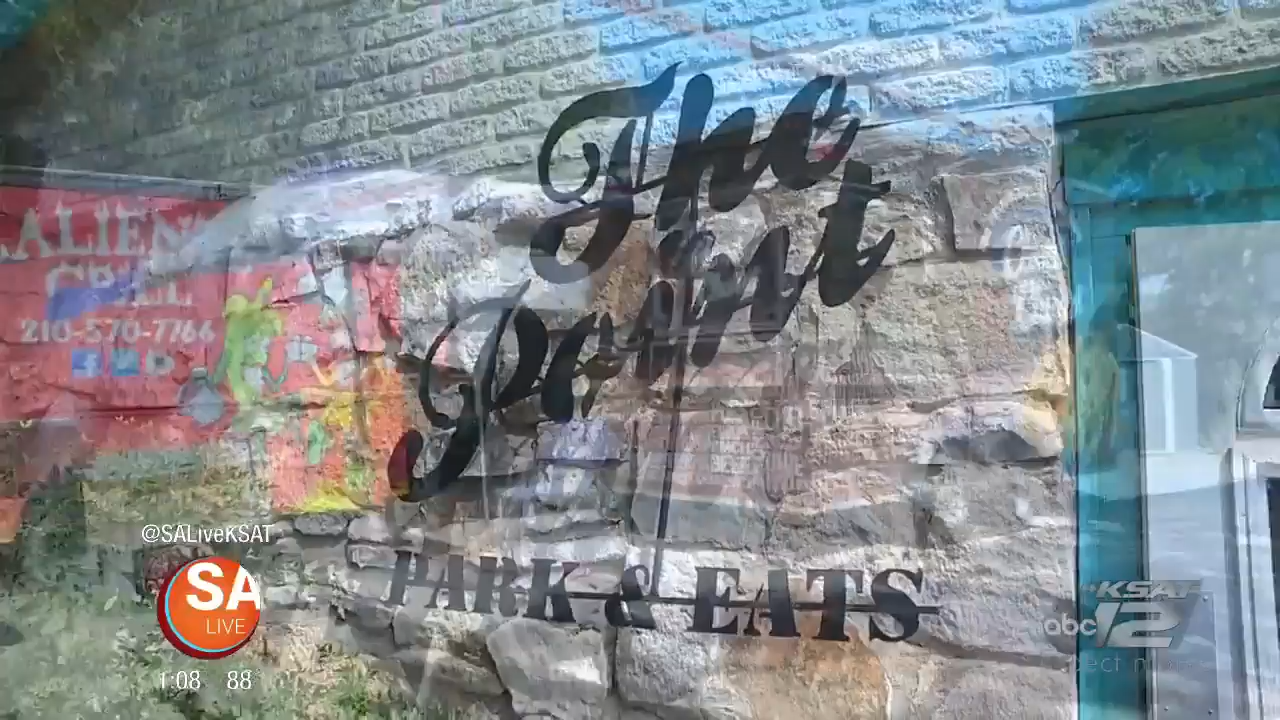 The
Point
PARK & EATS
210-570-7766
@SALiveKSAT
SA
LIVE
1:08 88
KSAT
abc 12